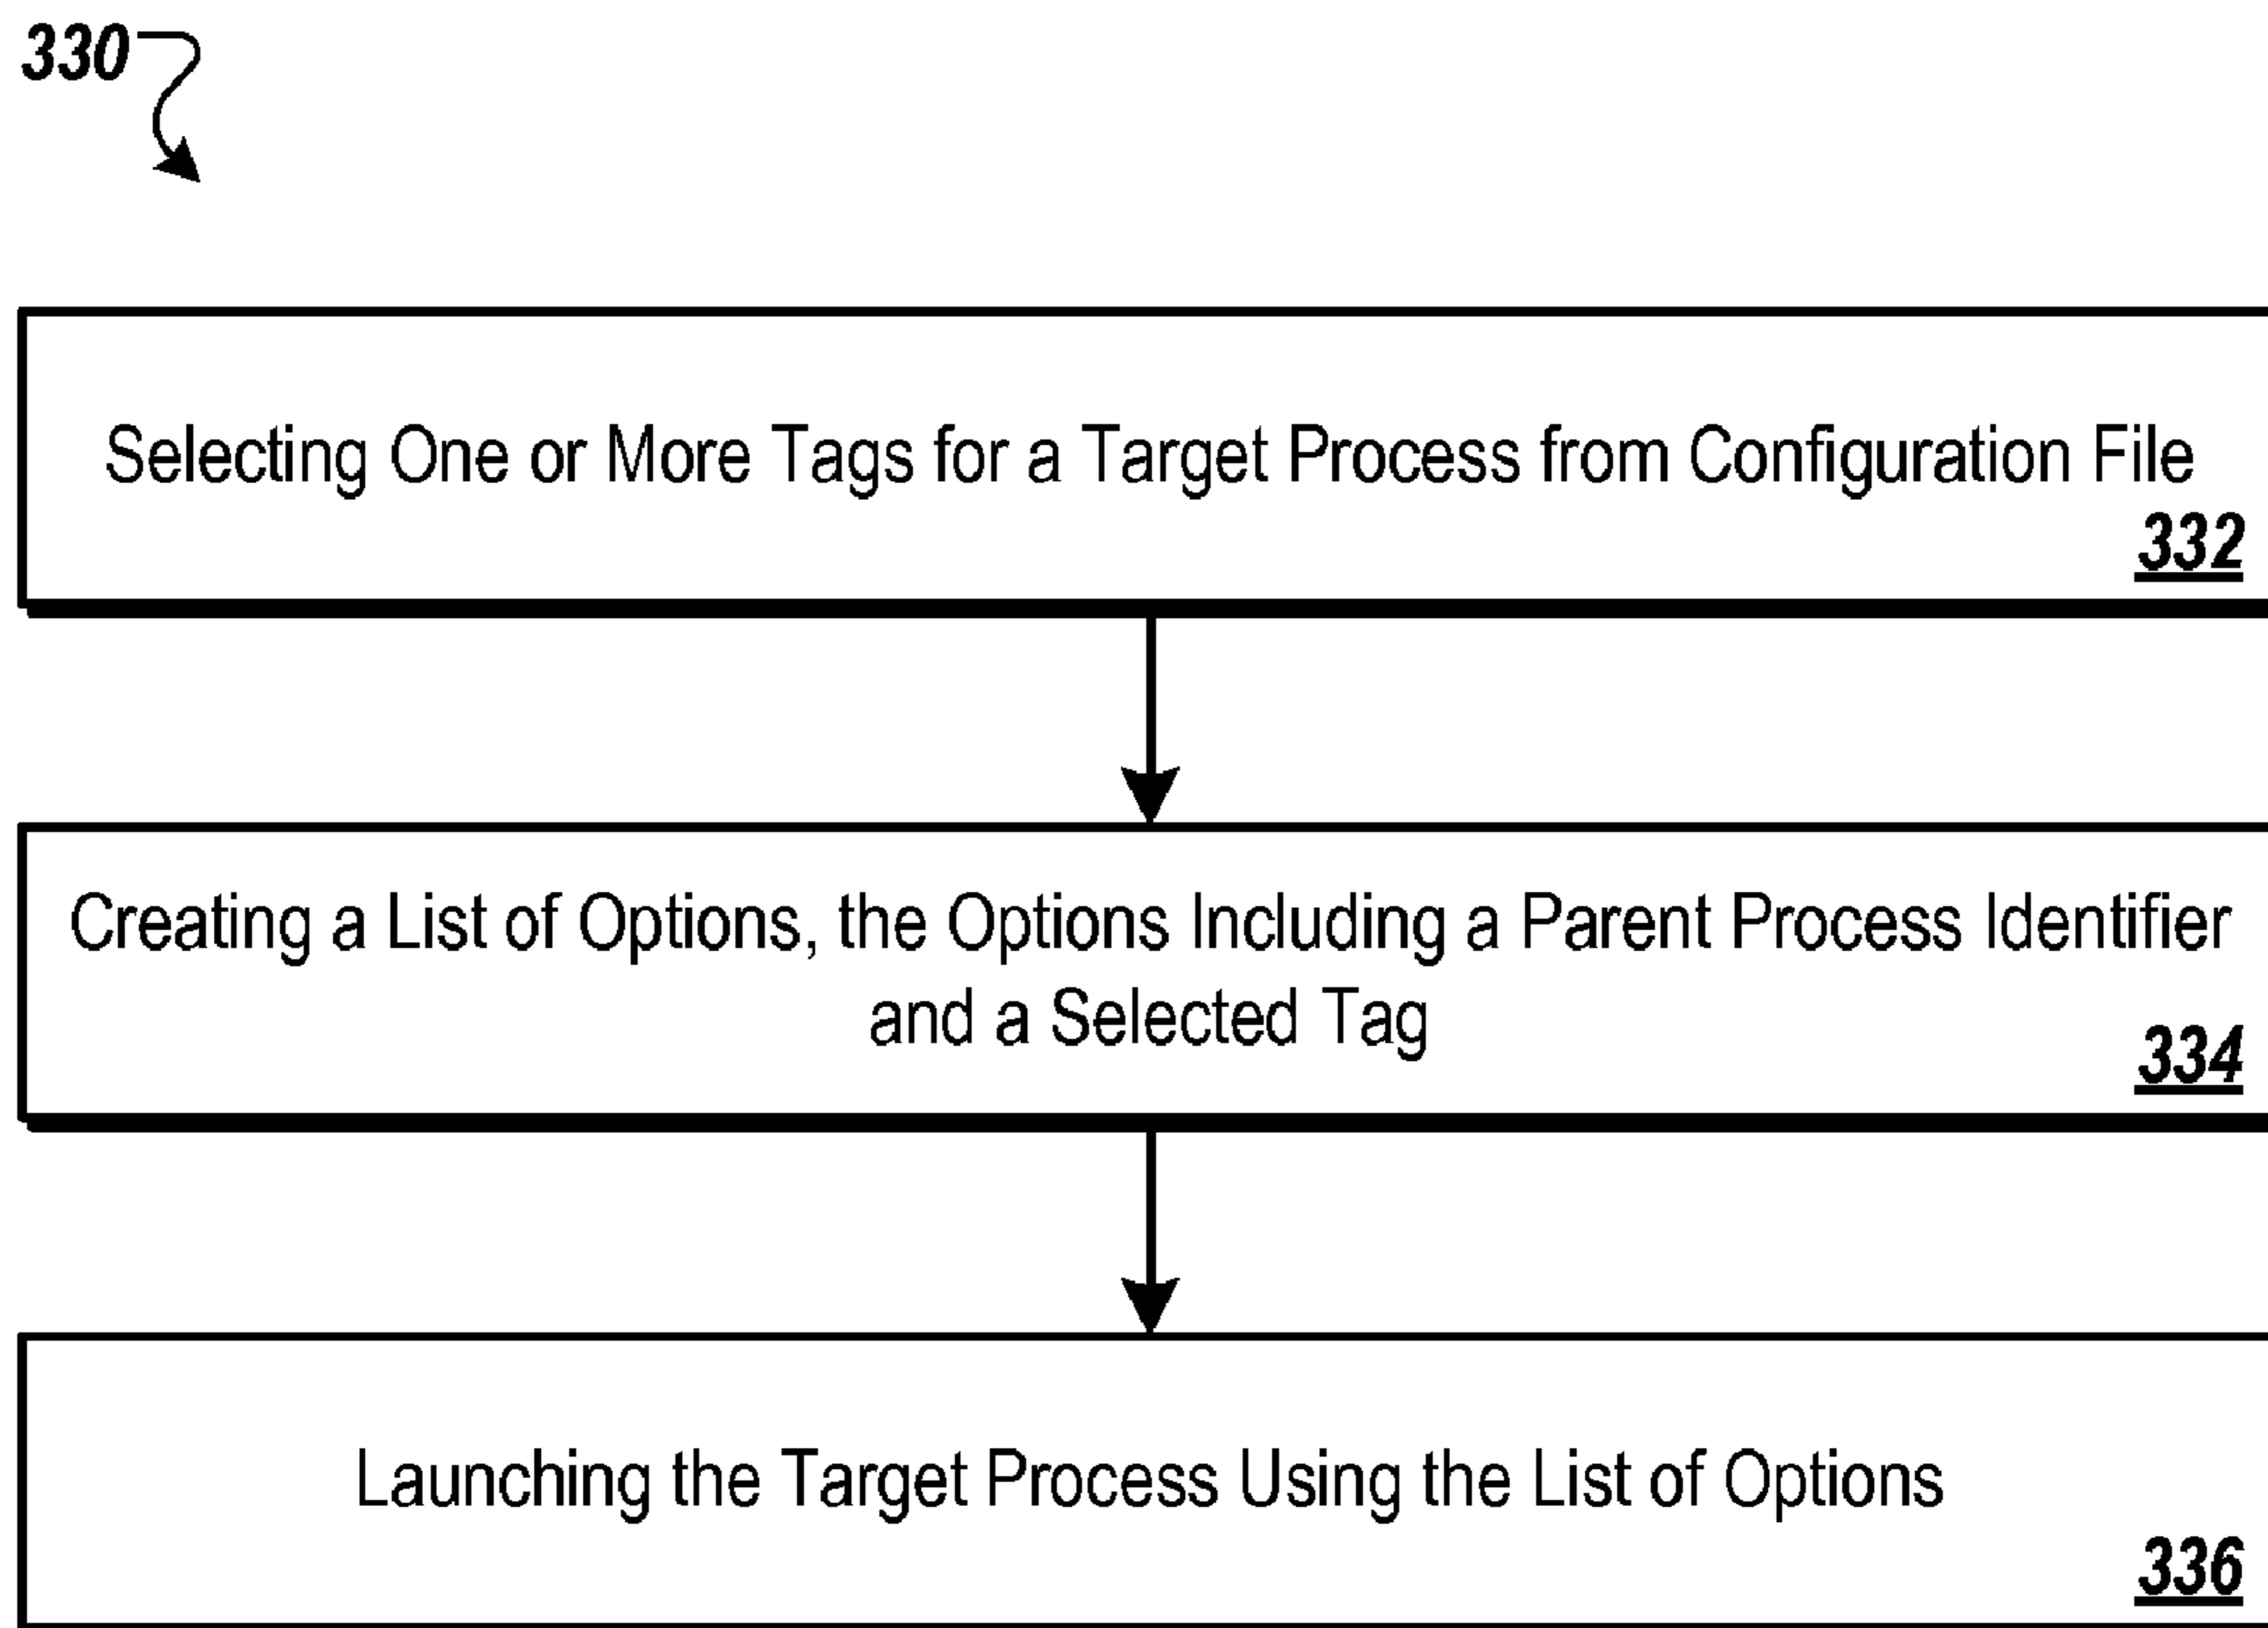 330
Selecting One or More Tags for a Target Process from Configuration File
332
Creating a List of Options, the Options Including a Parent Process Identifier
and a Selected Tag
334
Launching the Target Process Using the List of Options
336